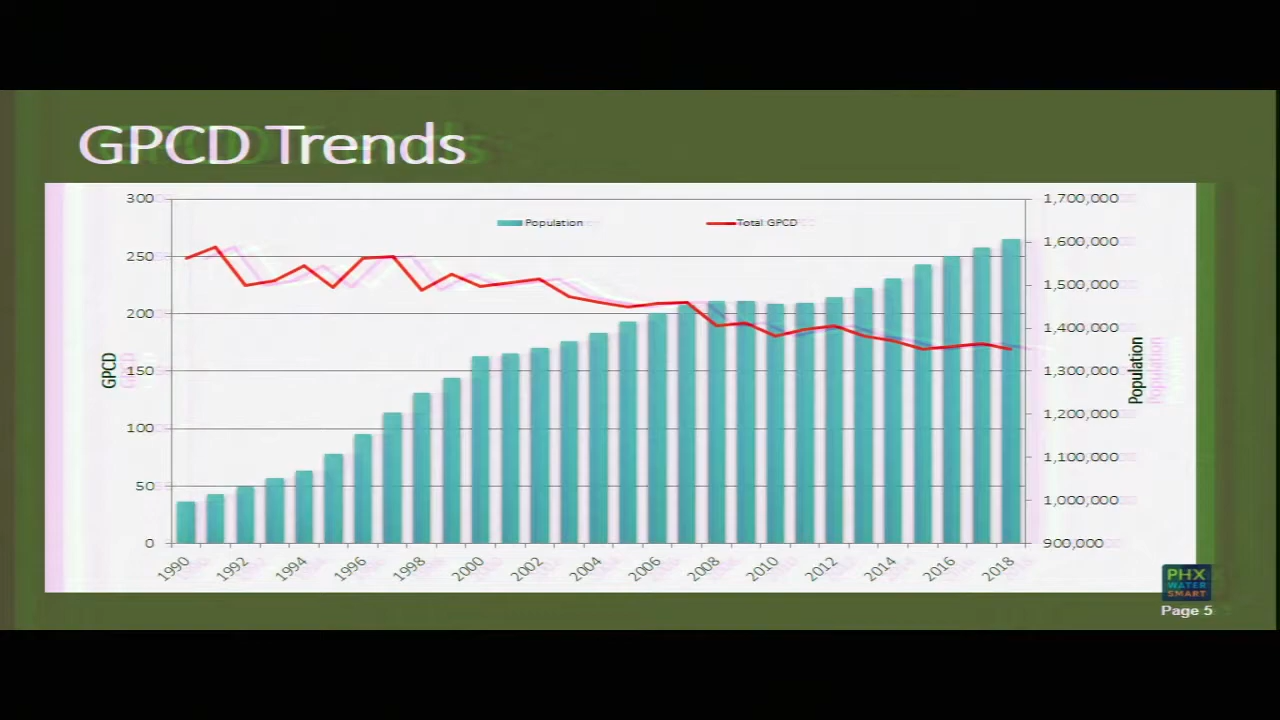 GPCD Trends
Population
Total GPCD
300
250
200
150
100
50
0
GPCD
1,700,000
1,600,000
1,500,000
1,400,000
1,300,000
1,200,000
1,100,000
1,000,000
900,000
Population
1990 1992 1994 1996 1998 2000 2002 2004 2006 2008 2010 2012 2014 2016 2018
PHX
WATER
SMART
Page 5